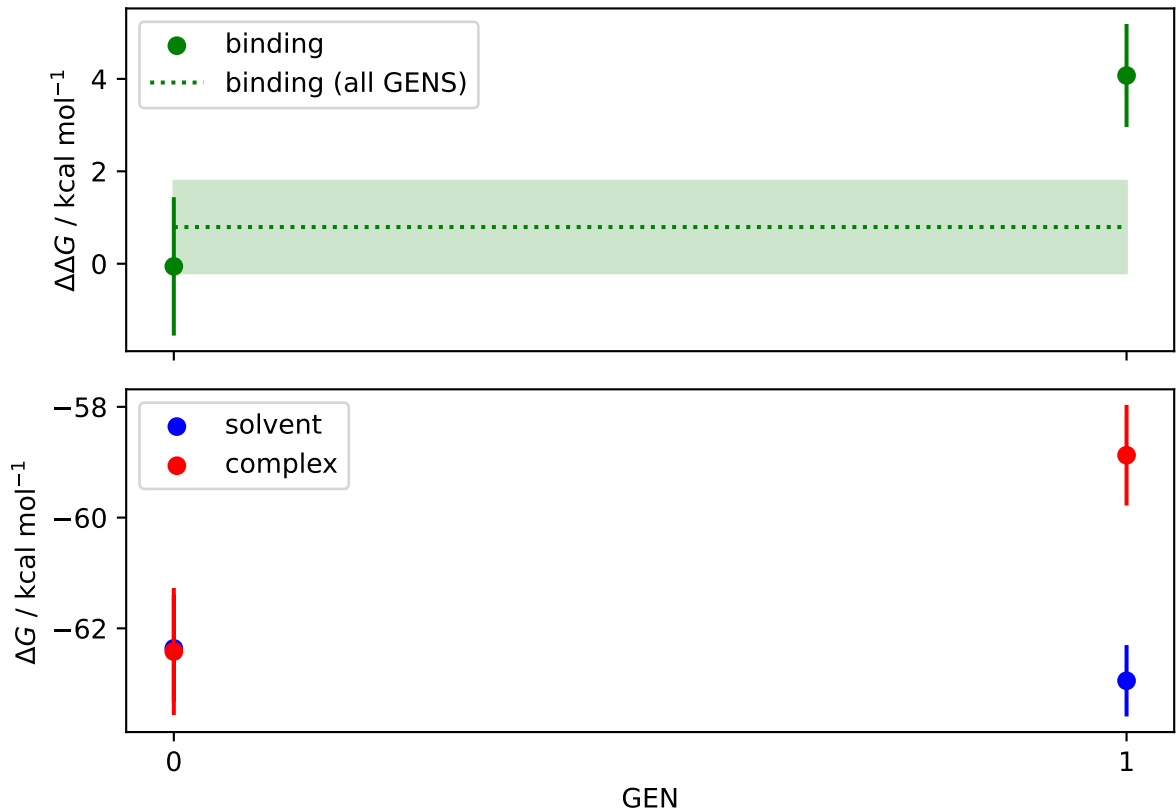 binding
binding (all GENS)
4
2
0
ΔΔG / kcal mol⁻¹
solvent
complex
−58
−60
−62
ΔG / kcal mol⁻¹
0
1
GEN